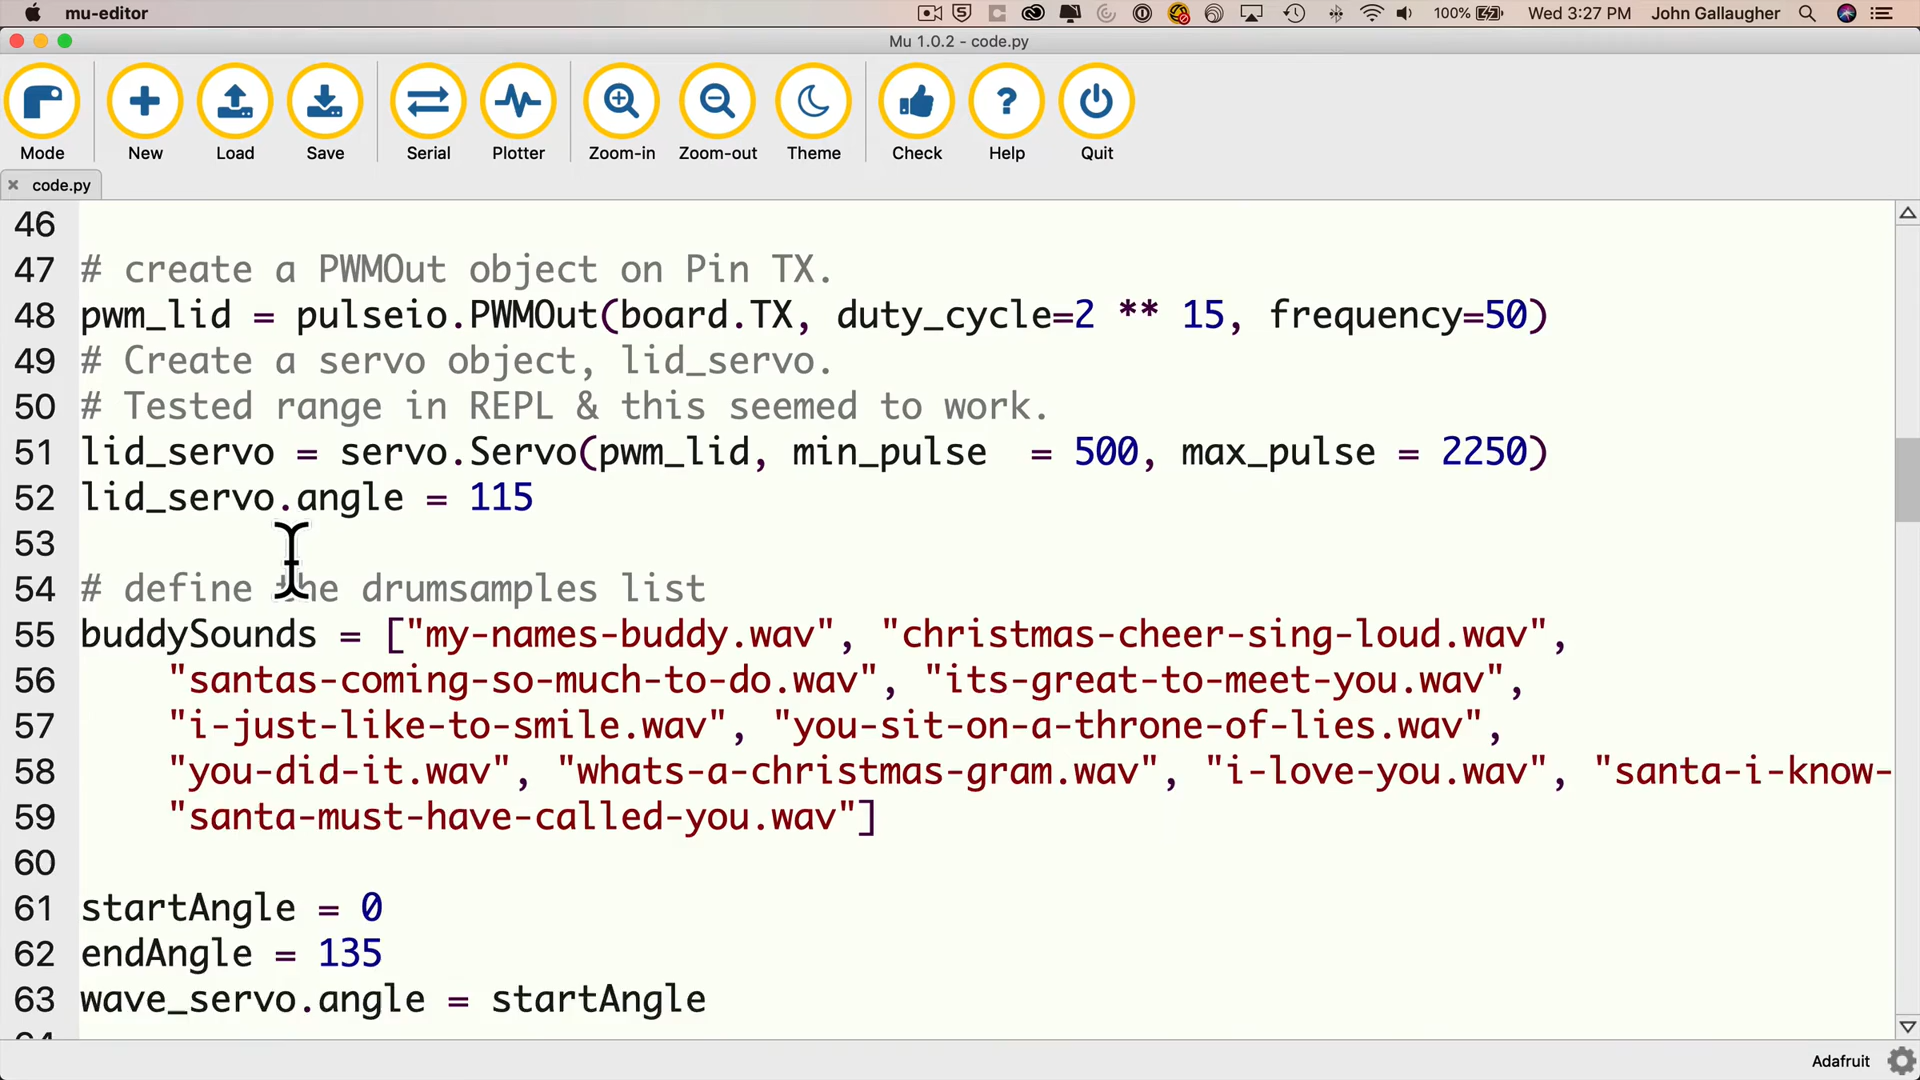 mu-editor 100% Wed 3:27 PM John Gallaugher
Mu 1.0.2 - code.py
Mode New Load Save Serial Plotter Zoom-in Zoom-out Theme Check Help Quit
code.py
46
47 # create a PWMOut object on Pin TX.
48 pwm_lid = pulseio.PWMOut(board.TX, duty_cycle=2 ** 15, frequency=50)
49 # Create a servo object, lid_servo.
50 # Tested range in REPL & this seemed to work.
51 lid_servo = servo.Servo(pwm_lid, min_pulse  = 500, max_pulse = 2250)
52 lid_servo.angle = 115
53
54 # define the drumsamples list
55 buddySounds = ["my-names-buddy.wav", "christmas-cheer-sing-loud.wav",
56     "santas-coming-so-much-to-do.wav", "its-great-to-meet-you.wav",
57     "i-just-like-to-smile.wav", "you-sit-on-a-throne-of-lies.wav",
58     "you-did-it.wav", "whats-a-christmas-gram.wav", "i-love-you.wav", "santa-i-know-
59     "santa-must-have-called-you.wav"]
60
61 startAngle = 0
62 endAngle = 135
63 wave_servo.angle = startAngle
Adafruit